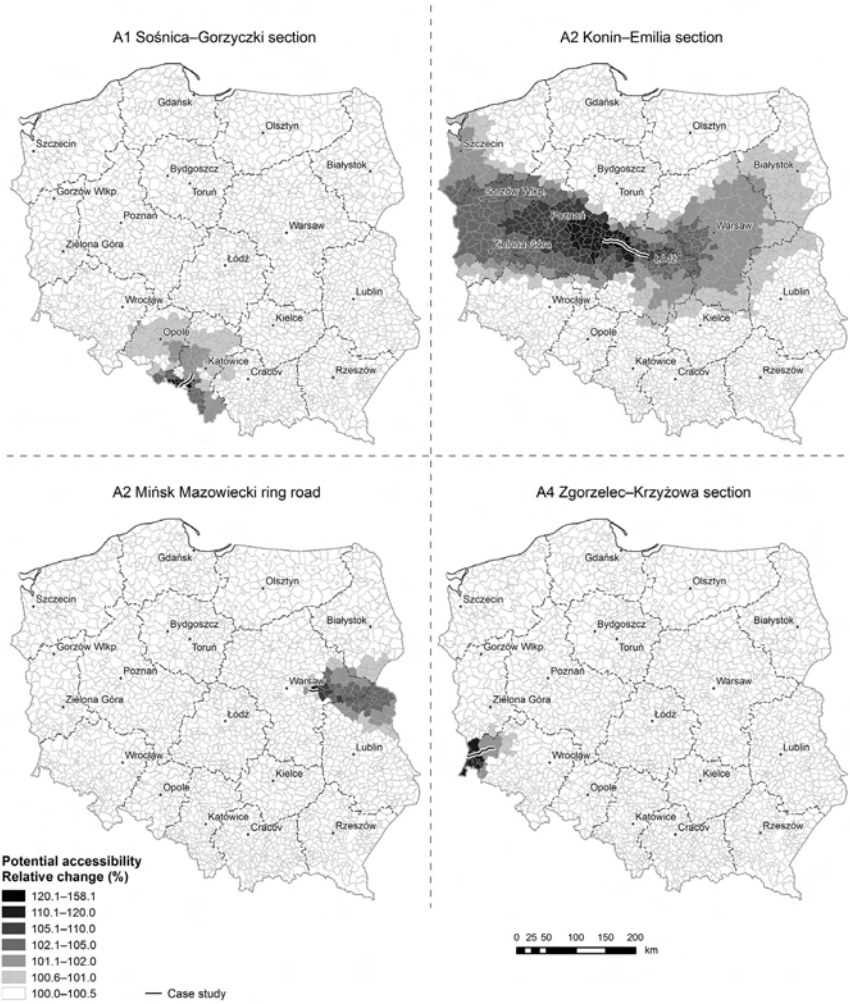 A1 Sośnica–Gorzyczki section
Gdańsk
Olsztyn
Szczecin
Białystok
Bydgoszcz
Toruń
Gorzów Wlkp.
Poznań
Warsaw
Zielona Góra
Łódź
Wrocław
Lublin
Opole
Kielce
Katowice
Cracov
Rzeszów
A2 Konin–Emilia section
Gdańsk
Olsztyn
Szczecin
Białystok
Bydgoszcz
Toruń
Gorzów Wlkp.
Poznań
Warsaw
Zielona Góra
Łódź
Wrocław
Lublin
Opole
Kielce
Katowice
Cracov
Rzeszów
A2 Mińsk Mazowiecki ring road
Gdańsk
Olsztyn
Szczecin
Białystok
Bydgoszcz
Toruń
Gorzów Wlkp.
Poznań
Warsaw
Zielona Góra
Łódź
Wrocław
Lublin
Opole
Kielce
Katowice
Cracov
Rzeszów
A4 Zgorzelec–Krzyżowa section
Gdańsk
Olsztyn
Szczecin
Białystok
Bydgoszcz
Toruń
Gorzów Wlkp.
Poznań
Warsaw
Zielona Góra
Łódź
Wrocław
Lublin
Opole
Kielce
Katowice
Cracov
Rzeszów
Potential accessibility
Relative change (%)
120.1–158.1
110.1–120.0
105.1–110.0
102.1–105.0
101.1–102.0
100.6–101.0
100.0–100.5
Case study
0 25 50 100 150 200
km